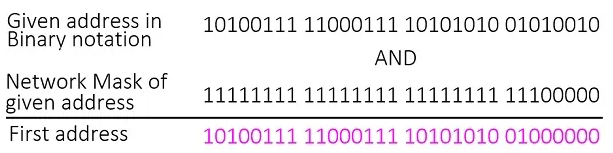 Given address in
Binary notation
10100111 11000111 10101010 01010010
AND
Network Mask of
given address
11111111 11111111 11111111 11100000
First address
10100111 11000111 10101010 01000000